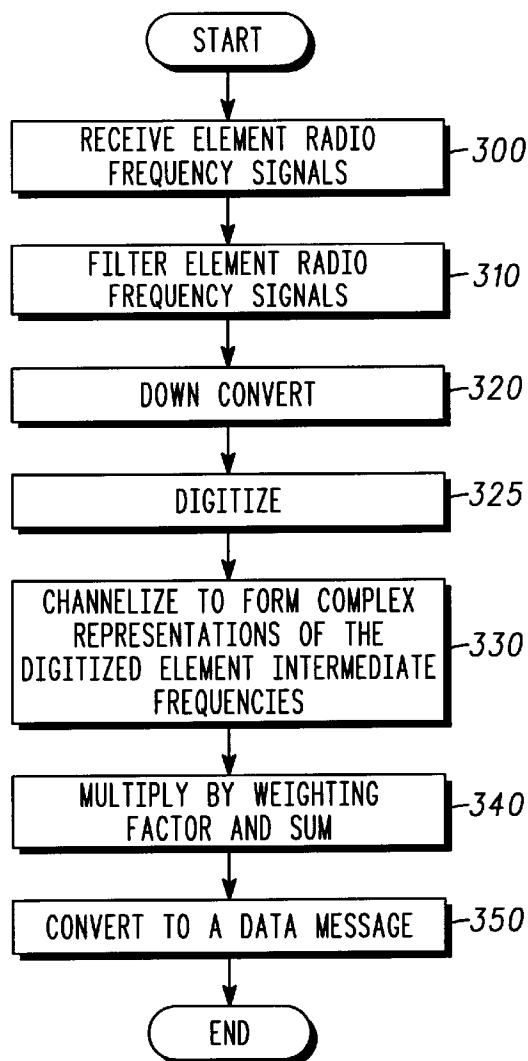 START
RECEIVE ELEMENT RADIO
FREQUENCY SIGNALS
300
FILTER ELEMENT RADIO
FREQUENCY SIGNALS
310
DOWN CONVERT
320
DIGITIZE
325
CHANNELIZE TO FORM COMPLEX
REPRESENTATIONS OF THE
DIGITIZED ELEMENT INTERMEDIATE
FREQUENCIES
330
MULTIPLY BY WEIGHTING
FACTOR AND SUM
340
CONVERT TO A DATA MESSAGE
350
END